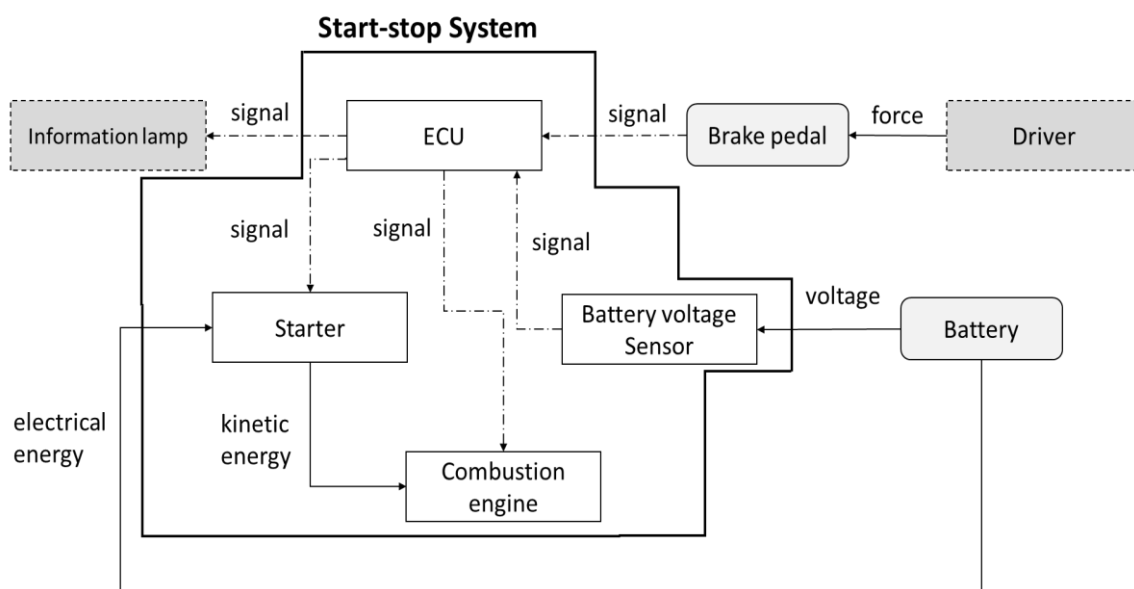 Start-stop System
signal
signal
force
Information lamp
ECU
Brake pedal
Driver
signal
signal
signal
voltage
Starter
Battery voltage
Sensor
Battery
electrical
energy
kinetic
energy
Combustion
engine